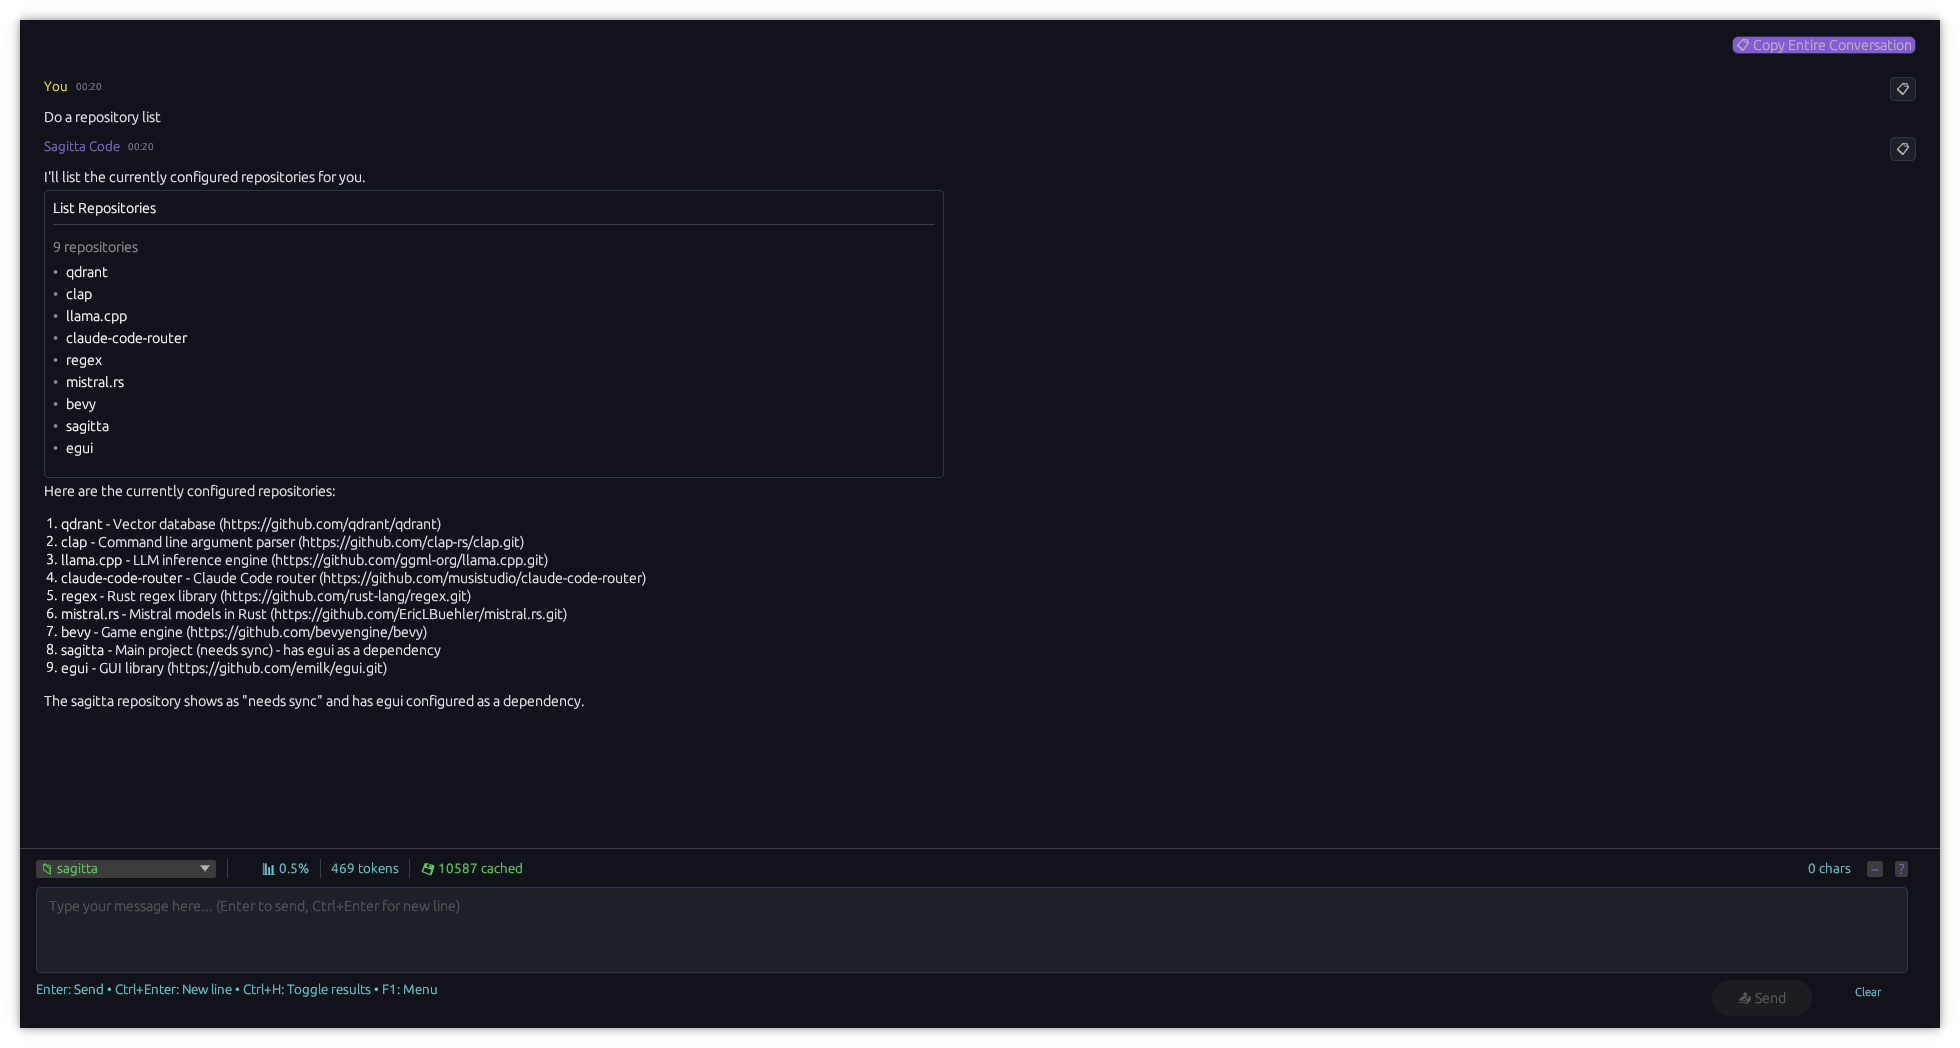 Copy Entire Conversation
You 00:20
Do a repository list
Sagitta Code 00:20
I'll list the currently configured repositories for you.
List Repositories
9 repositories
• qdrant
• clap
• llama.cpp
• claude-code-router
• regex
• mistral.rs
• bevy
• sagitta
• egui
Here are the currently configured repositories:
1. qdrant - Vector database (https://github.com/qdrant/qdrant)
2. clap - Command line argument parser (https://github.com/clap-rs/clap.git)
3. llama.cpp - LLM inference engine (https://github.com/ggml-org/llama.cpp.git)
4. claude-code-router - Claude Code router (https://github.com/musistudio/claude-code-router)
5. regex - Rust regex library (https://github.com/rust-lang/regex.git)
6. mistral.rs - Mistral models in Rust (https://github.com/EricLBuehler/mistral.rs.git)
7. bevy - Game engine (https://github.com/bevyengine/bevy)
8. sagitta - Main project (needs sync) - has egui as a dependency
9. egui - GUI library (https://github.com/emilk/egui.git)
The sagitta repository shows as "needs sync" and has egui configured as a dependency.
sagitta 0.5% 469 tokens 10587 cached 0 chars − ?
Type your message here... (Enter to send, Ctrl+Enter for new line)
Enter: Send • Ctrl+Enter: New line • Ctrl+H: Toggle results • F1: Menu
Send Clear